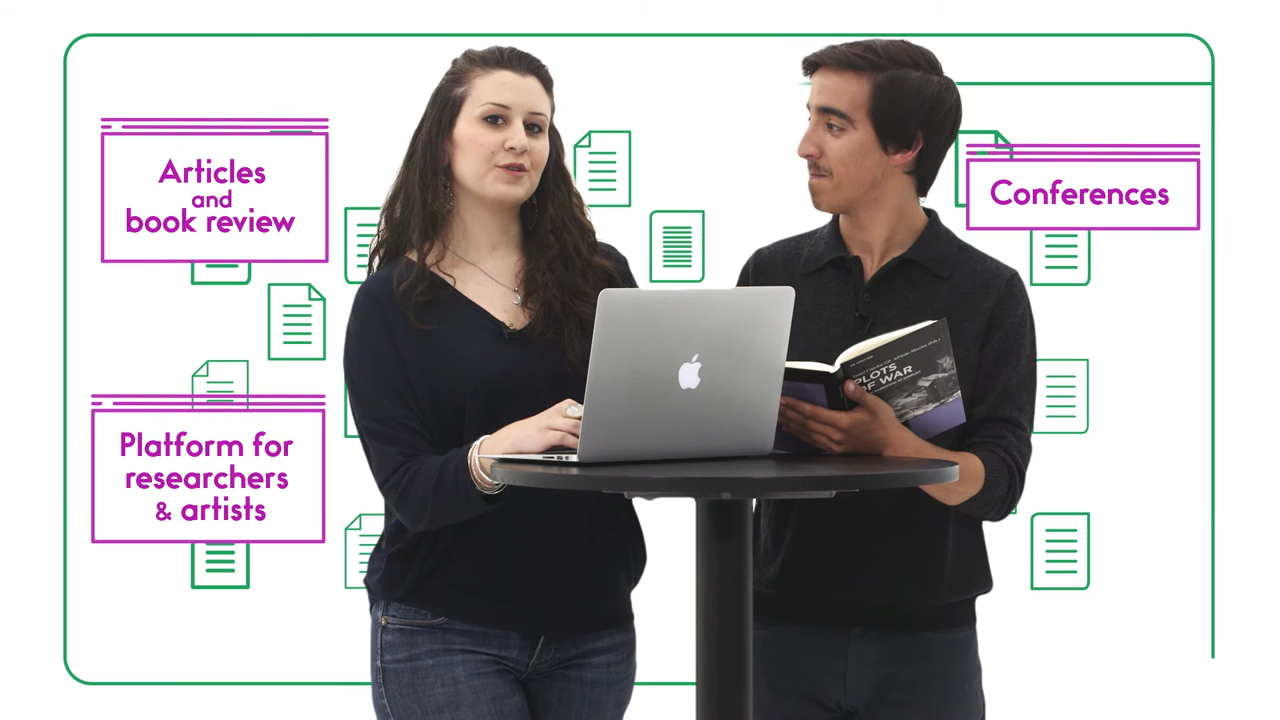 Articles
and
book review
Conferences
Platform for
researchers
& artists
PLOTS
OF WAR